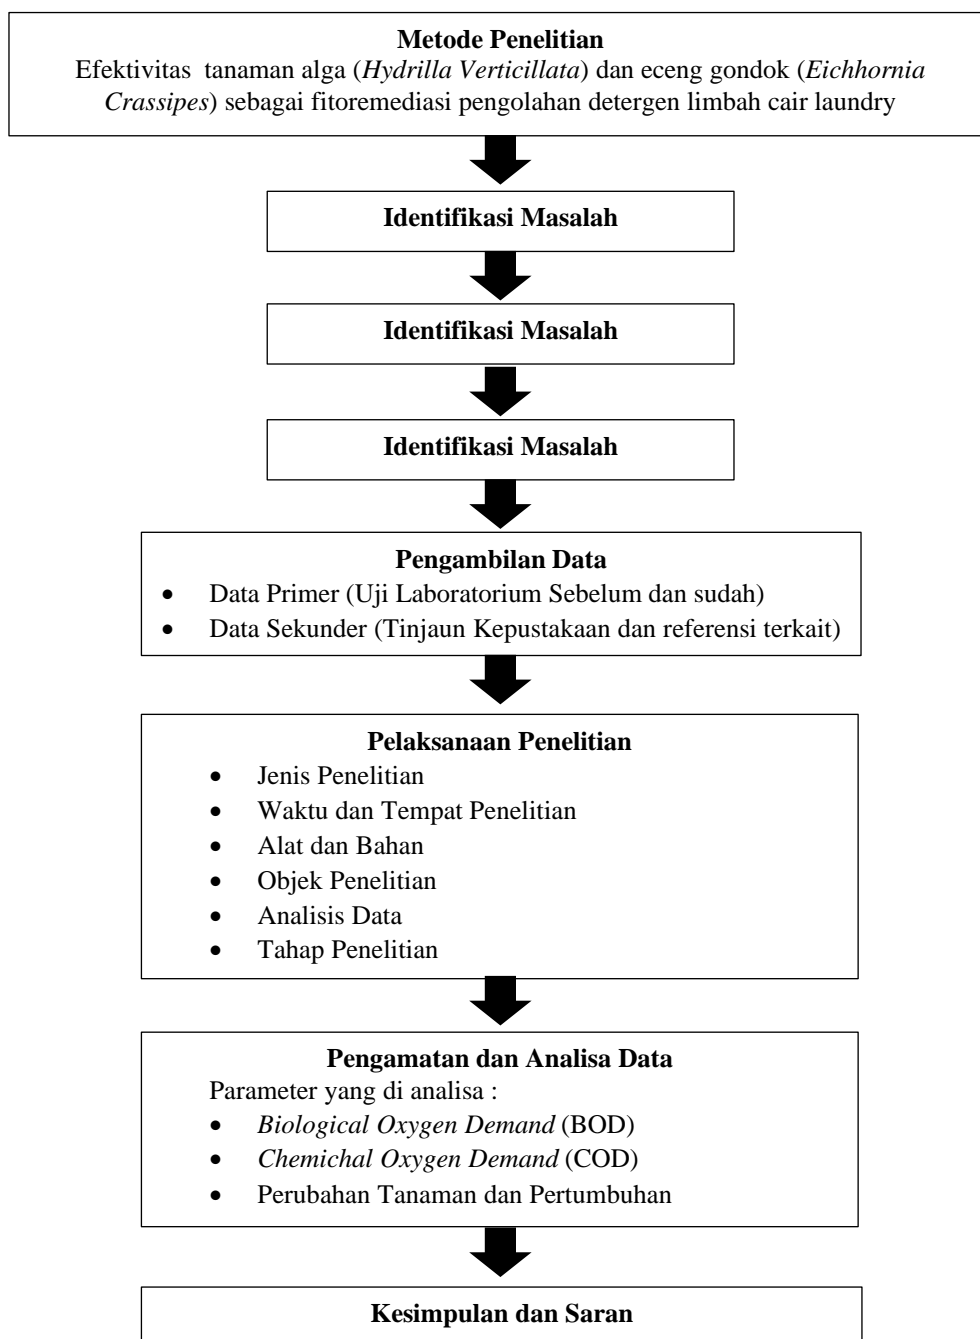 Metode Penelitian
Efektivitas tanaman alga (Hydrilla Verticillata) dan eceng gondok (Eichhornia
Crassipes) sebagai fitoremediasi pengolahan detergen limbah cair laundry
Identifikasi Masalah
Identifikasi Masalah
Identifikasi Masalah
Pengambilan Data
• Data Primer (Uji Laboratorium Sebelum dan sudah)
• Data Sekunder (Tinjaun Kepustakaan dan referensi terkait)
Pelaksanaan Penelitian
• Jenis Penelitian
• Waktu dan Tempat Penelitian
• Alat dan Bahan
• Objek Penelitian
• Analisis Data
• Tahap Penelitian
Pengamatan dan Analisa Data
Parameter yang di analisa :
• Biological Oxygen Demand (BOD)
• Chemichal Oxygen Demand (COD)
• Perubahan Tanaman dan Pertumbuhan
Kesimpulan dan Saran